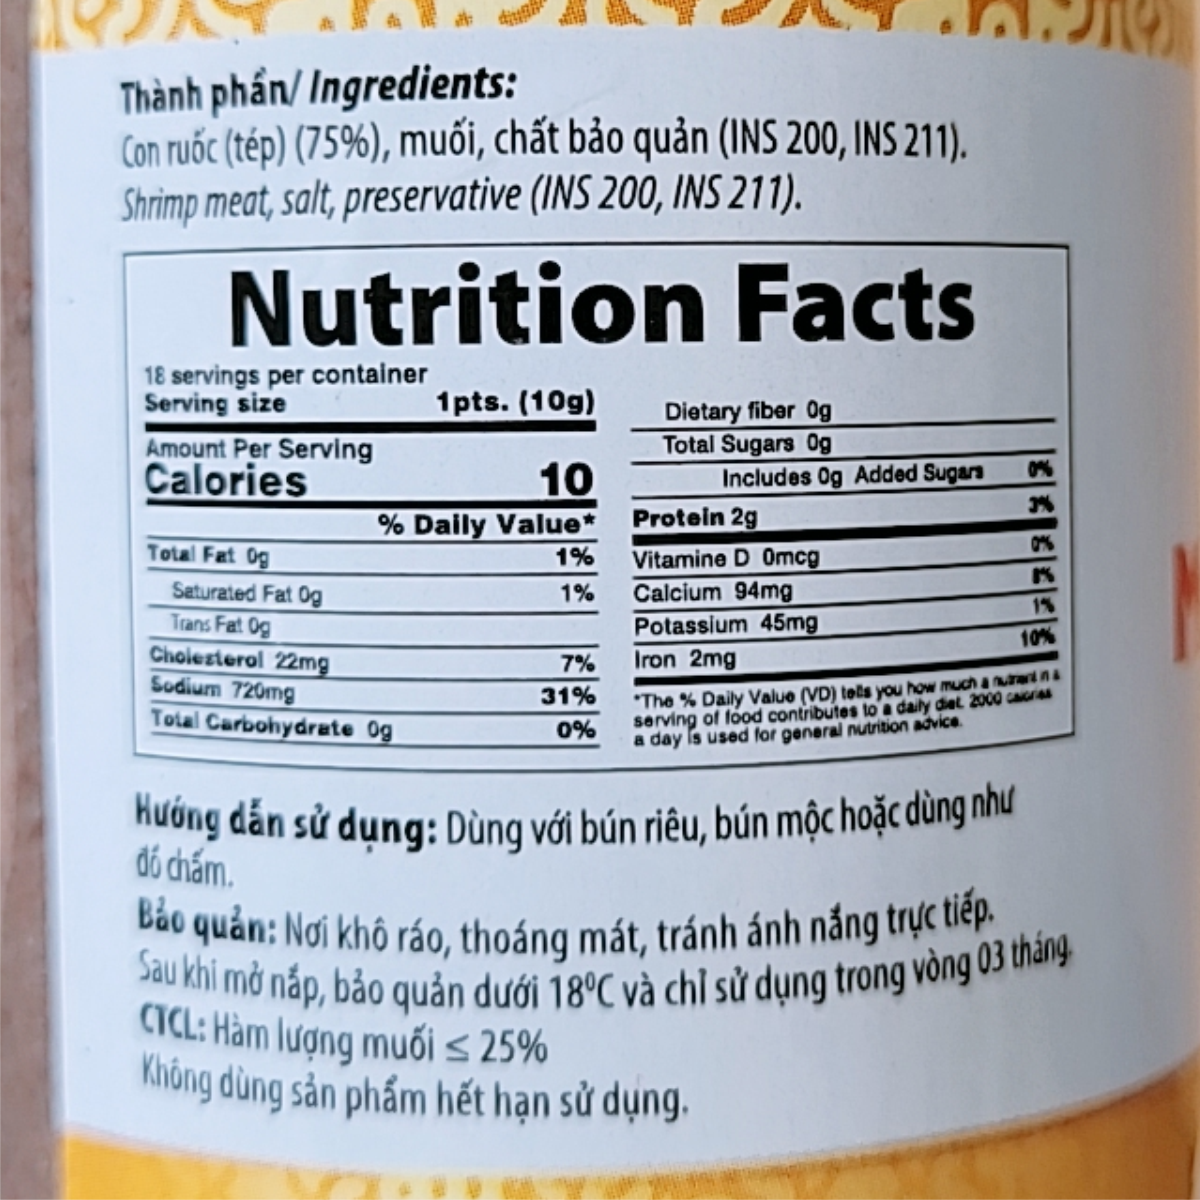 Thành phần/ Ingredients:
Con ruốc (tép) (75%), muối, chất bảo quản (INS 200, INS 211).
Shrimp meat, salt, preservative (INS 200, INS 211).
Nutrition Facts
18 servings per container
Serving size 1pts. (10g)
Amount Per Serving
Calories 10
% Daily Value*
Total Fat 0g 1%
Saturated Fat 0g 1%
Trans Fat 0g
Cholesterol 22mg 7%
Sodium 720mg 31%
Total Carbohydrate 0g 0%
Dietary fiber 0g
Total Sugars 0g
Includes 0g Added Sugars 0%
Protein 2g 3%
Vitamine D 0mcg 0%
Calcium 94mg 8%
Potassium 45mg 1%
Iron 2mg 10%
*The % Daily Value (VD) tells you how much a nutrient in a
serving of food contributes to a daily diet. 2000 calories
a day is used for general nutrition advice.
Hướng dẫn sử dụng: Dùng với bún riêu, bún mộc hoặc dùng như
đồ chấm.
Bảo quản: Nơi khô ráo, thoáng mát, tránh ánh nắng trực tiếp.
Sau khi mở nắp, bảo quản dưới 18°C và chỉ sử dụng trong vòng 03 tháng.
CTCL: Hàm lượng muối ≤ 25%
Không dùng sản phẩm hết hạn sử dụng.